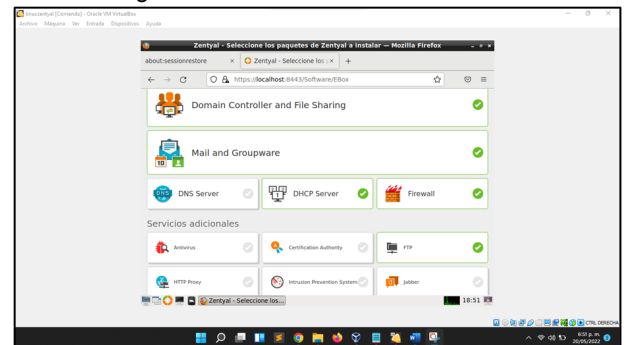 linuxzentyal [Corriendo] - Oracle VM VirtualBox
Archivo Máquina Ver Entrada Dispositivos Ayuda
Zentyal - Seleccione los paquetes de Zentyal a instalar — Mozilla Firefox
about:sessionrestore
Zentyal - Seleccione los
https://localhost:8443/Software/EBox
Domain Controller and File Sharing
Mail and Groupware
DNS Server
DHCP Server
Firewall
Servicios adicionales
Antivirus
Certification Authority
FTP
HTTP Proxy
Intrusion Prevention System
Jabber
Zentyal - Seleccione los...
18:51
CTRL DERECHA
6:51 p. m.
20/05/2022